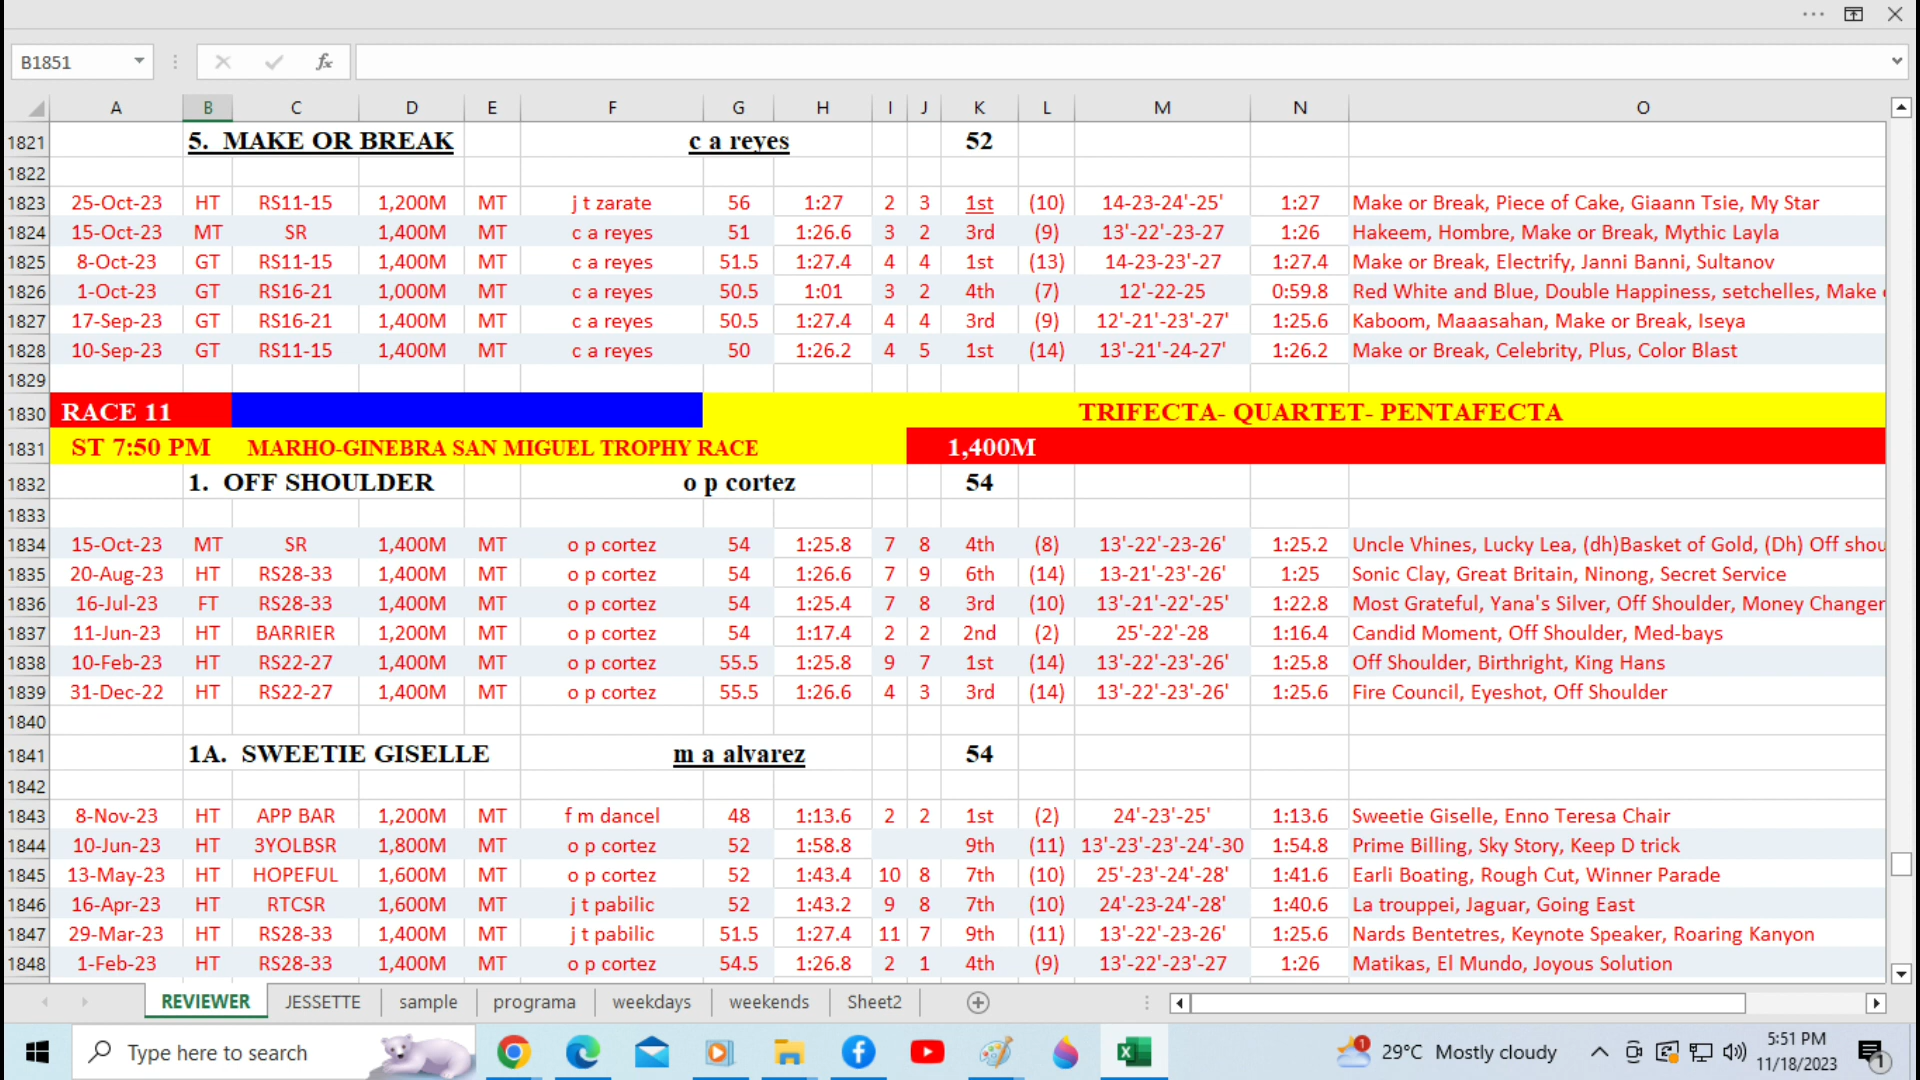 B1851 fx
A B C D E F G H I J K L M N O
1821 5. MAKE OR BREAK c a reyes 52
1822
1823 25-Oct-23 HT RS11-15 1,200M MT j t zarate 56 1:27 2 3 1st (10) 14-23-24'-25' 1:27 Make or Break, Piece of Cake, Giaann Tsie, My Star
1824 15-Oct-23 MT SR 1,400M MT c a reyes 51 1:26.6 3 2 3rd (9) 13'-22'-23-27 1:26 Hakeem, Hombre, Make or Break, Mythic Layla
1825 8-Oct-23 GT RS11-15 1,400M MT c a reyes 51.5 1:27.4 4 4 1st (13) 14-23-23'-27 1:27.4 Make or Break, Electrify, Janni Banni, Sultanov
1826 1-Oct-23 GT RS16-21 1,000M MT c a reyes 50.5 1:01 3 2 4th (7) 12'-22-25 0:59.8 Red White and Blue, Double Happiness, setchelles, Make
1827 17-Sep-23 GT RS16-21 1,400M MT c a reyes 50.5 1:27.4 4 4 3rd (9) 12'-21'-23'-27' 1:25.6 Kaboom, Maaasahan, Make or Break, Iseya
1828 10-Sep-23 GT RS11-15 1,400M MT c a reyes 50 1:26.2 4 5 1st (14) 13'-21'-24-27' 1:26.2 Make or Break, Celebrity, Plus, Color Blast
1829
1830 RACE 11 TRIFECTA- QUARTET- PENTAFECTA
1831 ST 7:50 PM MARHO-GINEBRA SAN MIGUEL TROPHY RACE 1,400M
1832 1. OFF SHOULDER o p cortez 54
1833
1834 15-Oct-23 MT SR 1,400M MT o p cortez 54 1:25.8 7 8 4th (8) 13'-22'-23-26' 1:25.2 Uncle Vhines, Lucky Lea, (dh)Basket of Gold, (Dh) Off shou
1835 20-Aug-23 HT RS28-33 1,400M MT o p cortez 54 1:26.6 7 9 6th (14) 13-21'-23'-26' 1:25 Sonic Clay, Great Britain, Ninong, Secret Service
1836 16-Jul-23 FT RS28-33 1,400M MT o p cortez 54 1:25.4 7 8 3rd (10) 13'-21'-22'-25' 1:22.8 Most Grateful, Yana's Silver, Off Shoulder, Money Changer
1837 11-Jun-23 HT BARRIER 1,200M MT o p cortez 54 1:17.4 2 2 2nd (2) 25'-22'-28 1:16.4 Candid Moment, Off Shoulder, Med-bays
1838 10-Feb-23 HT RS22-27 1,400M MT o p cortez 55.5 1:25.8 9 7 1st (14) 13'-22'-23'-26' 1:25.8 Off Shoulder, Birthright, King Hans
1839 31-Dec-22 HT RS22-27 1,400M MT o p cortez 55.5 1:26.6 4 3 3rd (14) 13'-22'-23'-26' 1:25.6 Fire Council, Eyeshot, Off Shoulder
1840
1841 1A. SWEETIE GISELLE m a alvarez 54
1842
1843 8-Nov-23 HT APP BAR 1,200M MT f m dancel 48 1:13.6 2 2 1st (2) 24'-23'-25' 1:13.6 Sweetie Giselle, Enno Teresa Chair
1844 10-Jun-23 HT 3YOLBSR 1,800M MT o p cortez 52 1:58.8 9th (11) 13'-23'-23'-24'-30 1:54.8 Prime Billing, Sky Story, Keep D trick
1845 13-May-23 HT HOPEFUL 1,600M MT o p cortez 52 1:43.4 10 8 7th (10) 25'-23'-24'-28' 1:41.6 Earli Boating, Rough Cut, Winner Parade
1846 16-Apr-23 HT RTCSR 1,600M MT j t pabilic 52 1:43.2 9 8 7th (10) 24'-23-24'-28' 1:40.6 La trouppei, Jaguar, Going East
1847 29-Mar-23 HT RS28-33 1,400M MT j t pabilic 51.5 1:27.4 11 7 9th (11) 13'-22'-23-26' 1:25.6 Nards Bentetres, Keynote Speaker, Roaring Kanyon
1848 1-Feb-23 HT RS28-33 1,400M MT o p cortez 54.5 1:26.8 2 1 4th (9) 13'-22'-23'-27 1:26 Matikas, El Mundo, Joyous Solution
REVIEWER JESSETTE sample programa weekdays weekends Sheet2
Type here to search 1 29°C Mostly cloudy 5:51 PM
11/18/2023 1